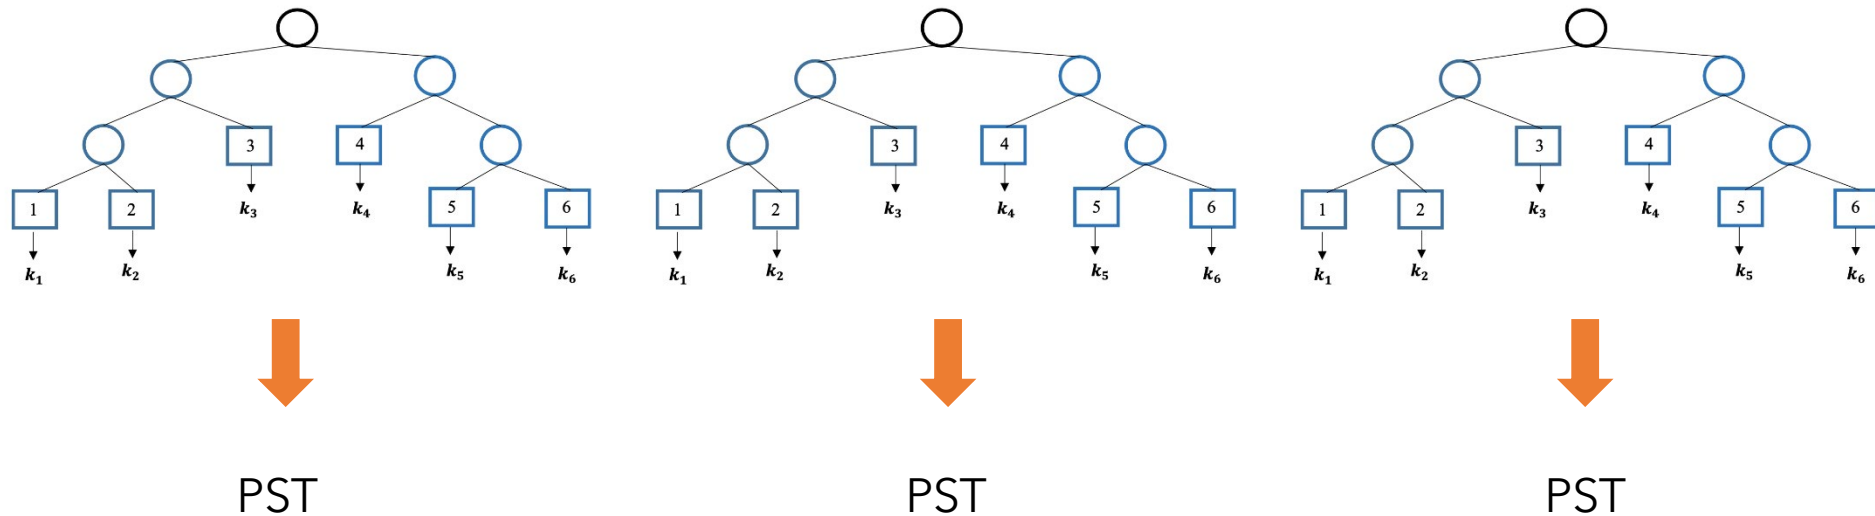 3 4 3 4 3 4
1 2 k₃ k₄ 5 6 1 2 k₃ k₄ 5 6 1 2 k₃ k₄ 5 6
k₁ k₂ k₅ k₆ k₁ k₂ k₅ k₆ k₁ k₂ k₅ k₆
PST PST PST